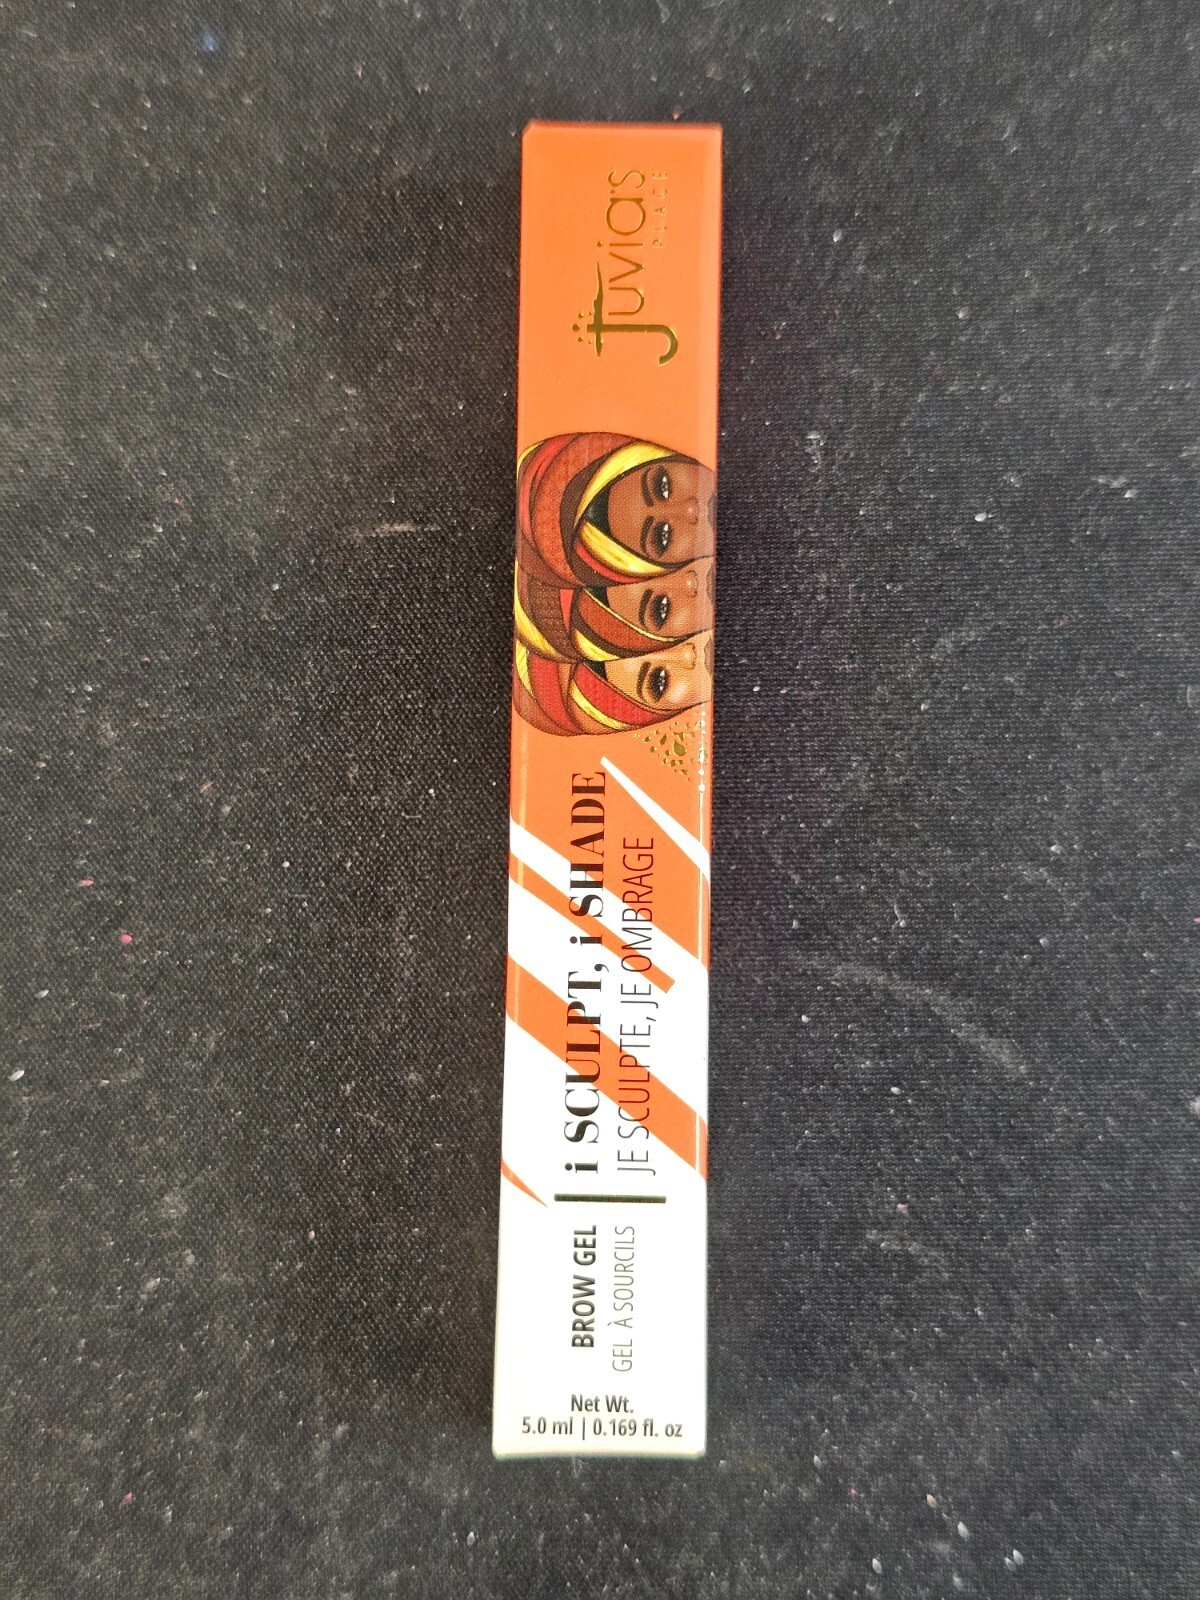 Juvia's
PLACE
i SCULPT, i SHADE
JE SCULPTE, JE OMBRAGE
BROW GEL
GEL À SOURCILS
Net Wt.
5.0 ml | 0.169 fl. oz